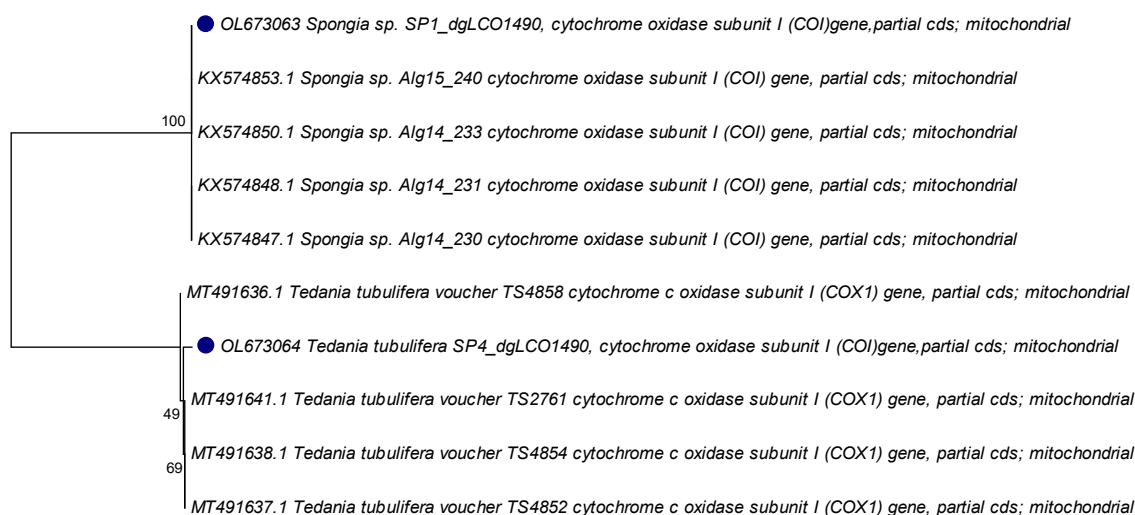 OL673063 Spongia sp. SP1_dgLCO1490, cytochrome oxidase subunit I (COI)gene,partial cds; mitochondrial
KX574853.1 Spongia sp. Alg15_240 cytochrome oxidase subunit I (COI) gene, partial cds; mitochondrial
100
KX574850.1 Spongia sp. Alg14_233 cytochrome oxidase subunit I (COI) gene, partial cds; mitochondrial
KX574848.1 Spongia sp. Alg14_231 cytochrome oxidase subunit I (COI) gene, partial cds; mitochondrial
KX574847.1 Spongia sp. Alg14_230 cytochrome oxidase subunit I (COI) gene, partial cds; mitochondrial
MT491636.1 Tedania tubulifera voucher TS4858 cytochrome c oxidase subunit I (COX1) gene, partial cds; mitochondrial
OL673064 Tedania tubulifera SP4_dgLCO1490, cytochrome oxidase subunit I (COI)gene,partial cds; mitochondrial
MT491641.1 Tedania tubulifera voucher TS2761 cytochrome c oxidase subunit I (COX1) gene, partial cds; mitochondrial
49
MT491638.1 Tedania tubulifera voucher TS4854 cytochrome c oxidase subunit I (COX1) gene, partial cds; mitochondrial
69
MT491637.1 Tedania tubulifera voucher TS4852 cytochrome c oxidase subunit I (COX1) gene, partial cds; mitochondrial